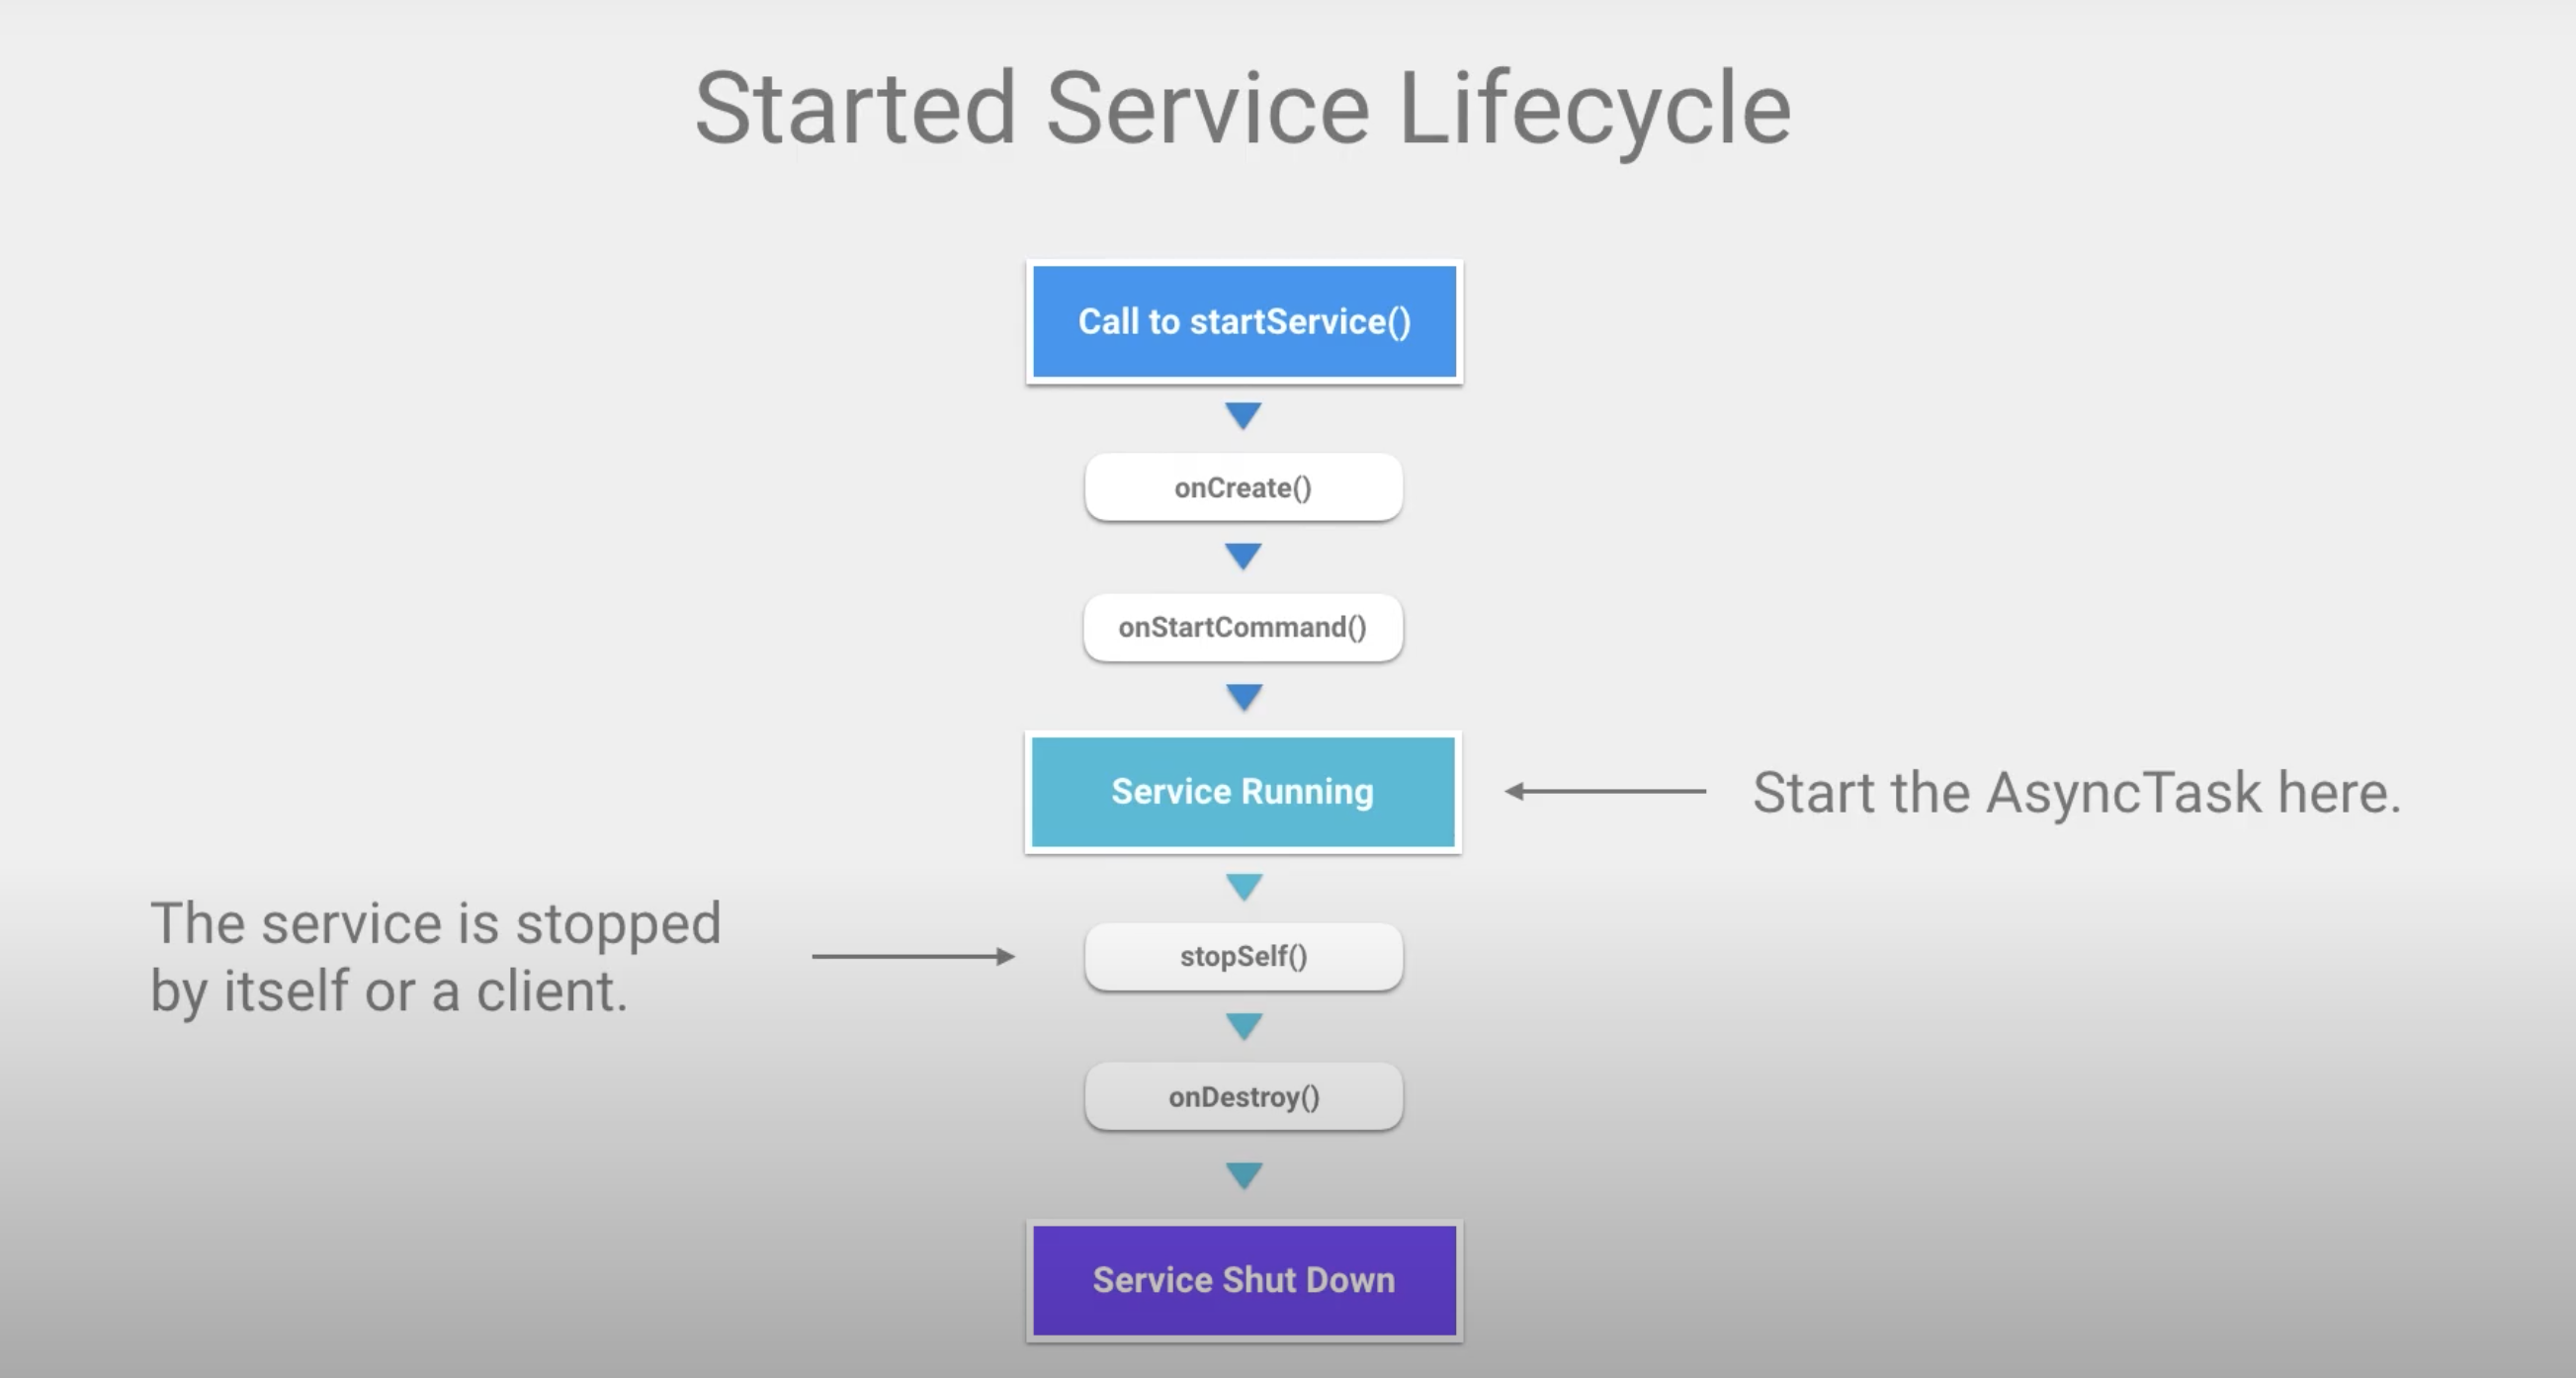 Started Service Lifecycle
Call to startService()
onCreate()
onStartCommand()
Service Running
Start the AsyncTask here.
The service is stopped
by itself or a client.
stopSelf()
onDestroy()
Service Shut Down